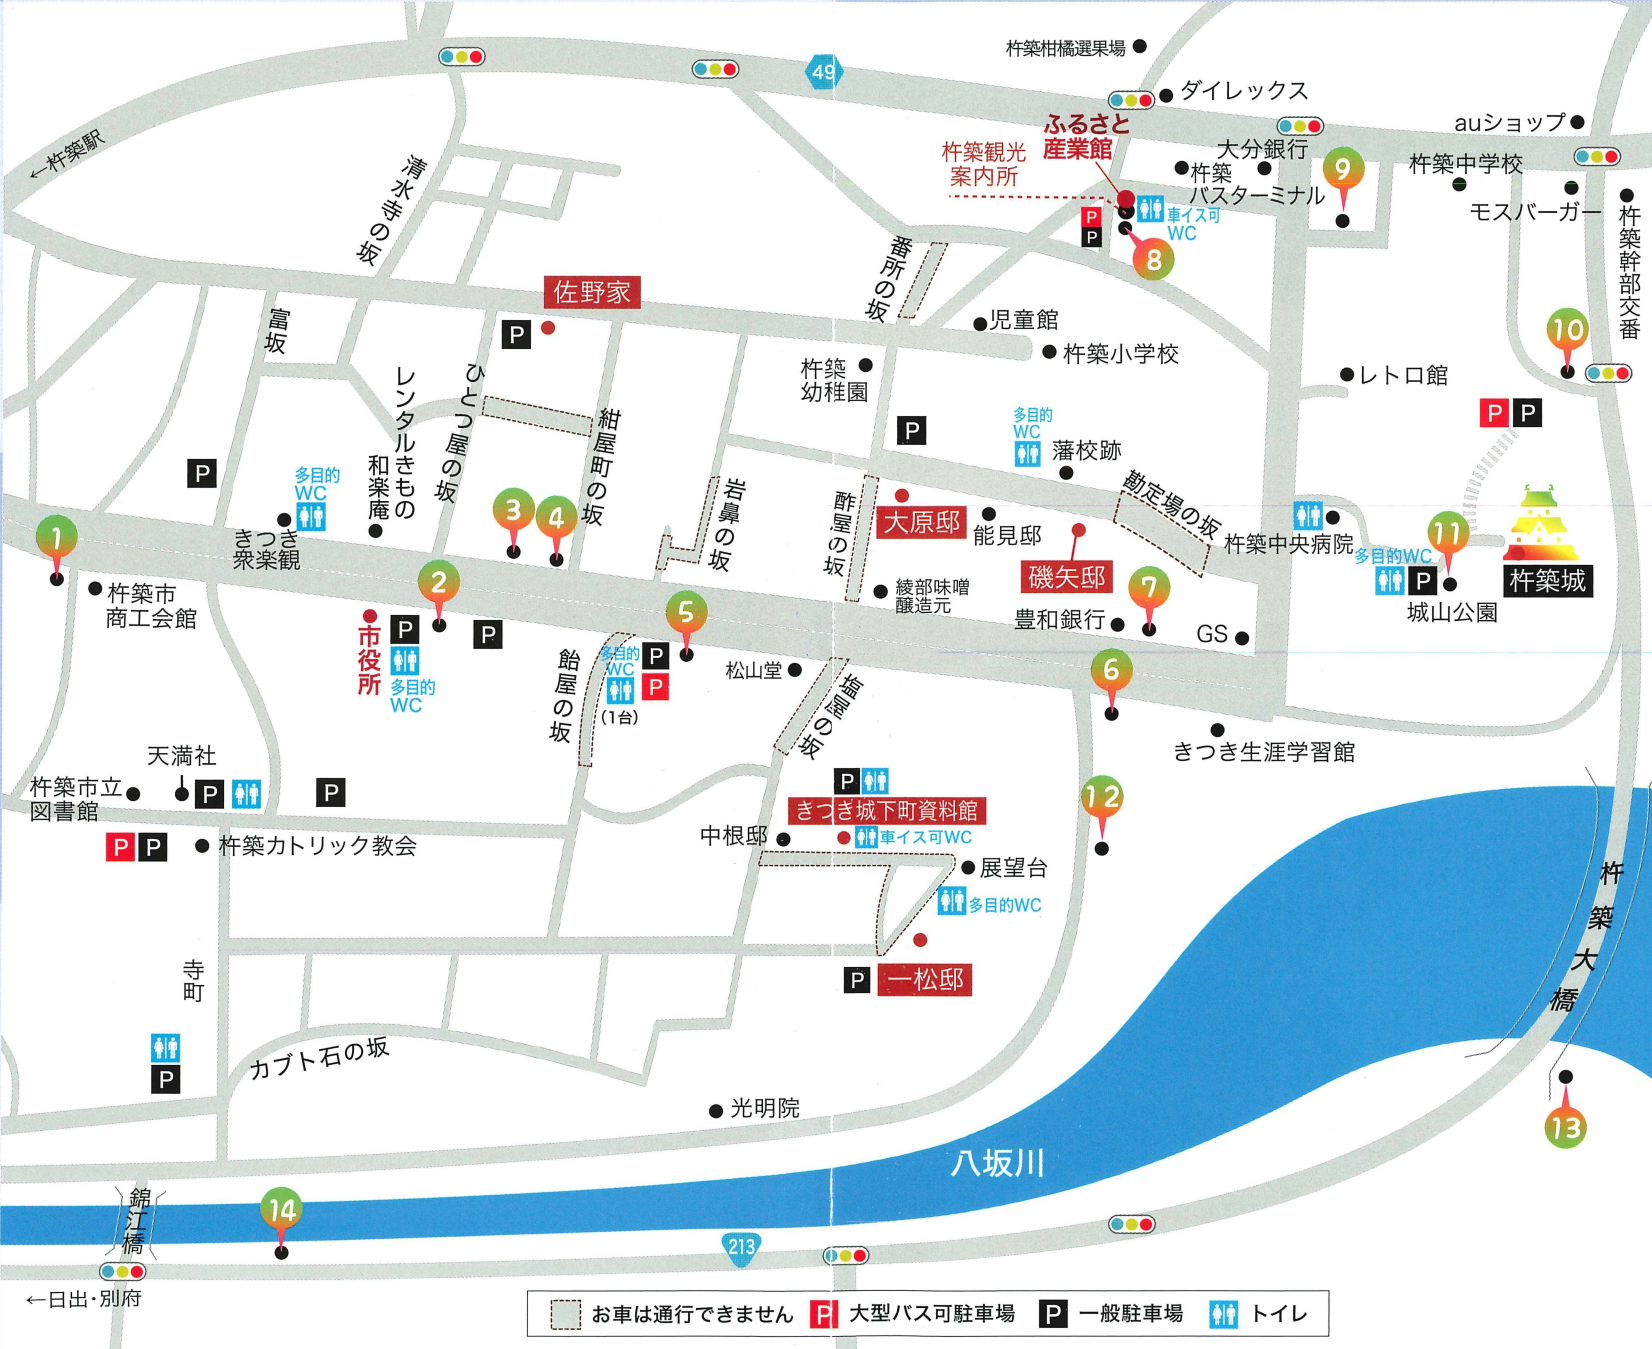 杵築柑橘選果場
49
ダイレックス
auショップ
←杵築駅
ふるさと
産業館
杵築観光
案内所
大分銀行
杵築
バスターミナル
9
杵築中学校
モスバーガー
杵築幹部交番
清水寺の坂
P
P
車イス可
WC
8
番所の坂
佐野家
P
富坂
児童館
杵築小学校
杵築
幼稚園
レトロ館
10
P
P
レンタルきもの
和楽庵
ひとつ屋の坂
紺屋町の坂
P
多目的
WC
藩校跡
勘定場の坂
P
多目的
WC
きつき
衆楽観
3
4
岩鼻の坂
酢屋の坂
大原邸
能見邸
磯矢邸
杵築中央病院
多目的WC
P
11
城山公園
杵築城
1
杵築市
商工会館
2
市役所
P
多目的
WC
P
5
綾部味噌
醸造元
豊和銀行
7
GS
飴屋の坂
多目的
WC
(1台)
P
P
松山堂
塩屋の坂
6
きつき生涯学習館
天満社
杵築市立
図書館
P
P
P
P
杵築カトリック教会
P
きつき城下町資料館
中根邸
車イス可WC
展望台
多目的WC
12
杵築大橋
P
一松邸
寺町
P
カブト石の坂
光明院
八坂川
13
錦江橋
14
213
←日出・別府
お車は通行できません
P
大型バス可駐車場
P
一般駐車場
トイレ